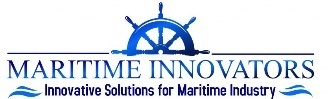 MARITIME INNOVATORS
Innovative Solutions for Maritime Industry